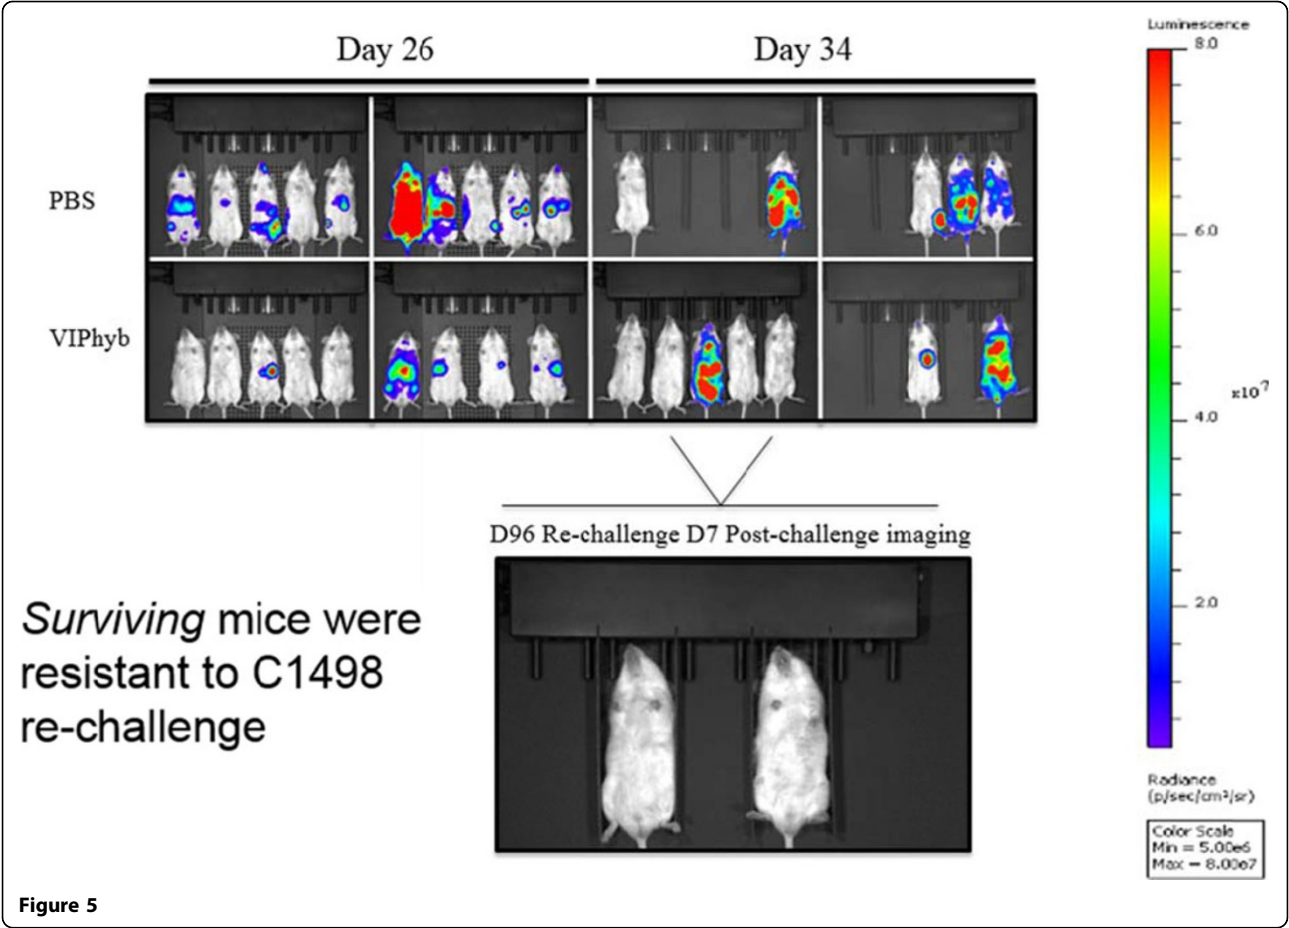 Day 26
Day 34
Luminescence
8.0
PBS
6.0
VIPhyb
x10⁷
4.0
D96 Re-challenge D7 Post-challenge imaging
Surviving mice were
resistant to C1498
re-challenge
2.0
Radiance
(p/sec/cm²/sr)
Color Scale
Min = 5.00e6
Max = 8.00e7
Figure 5